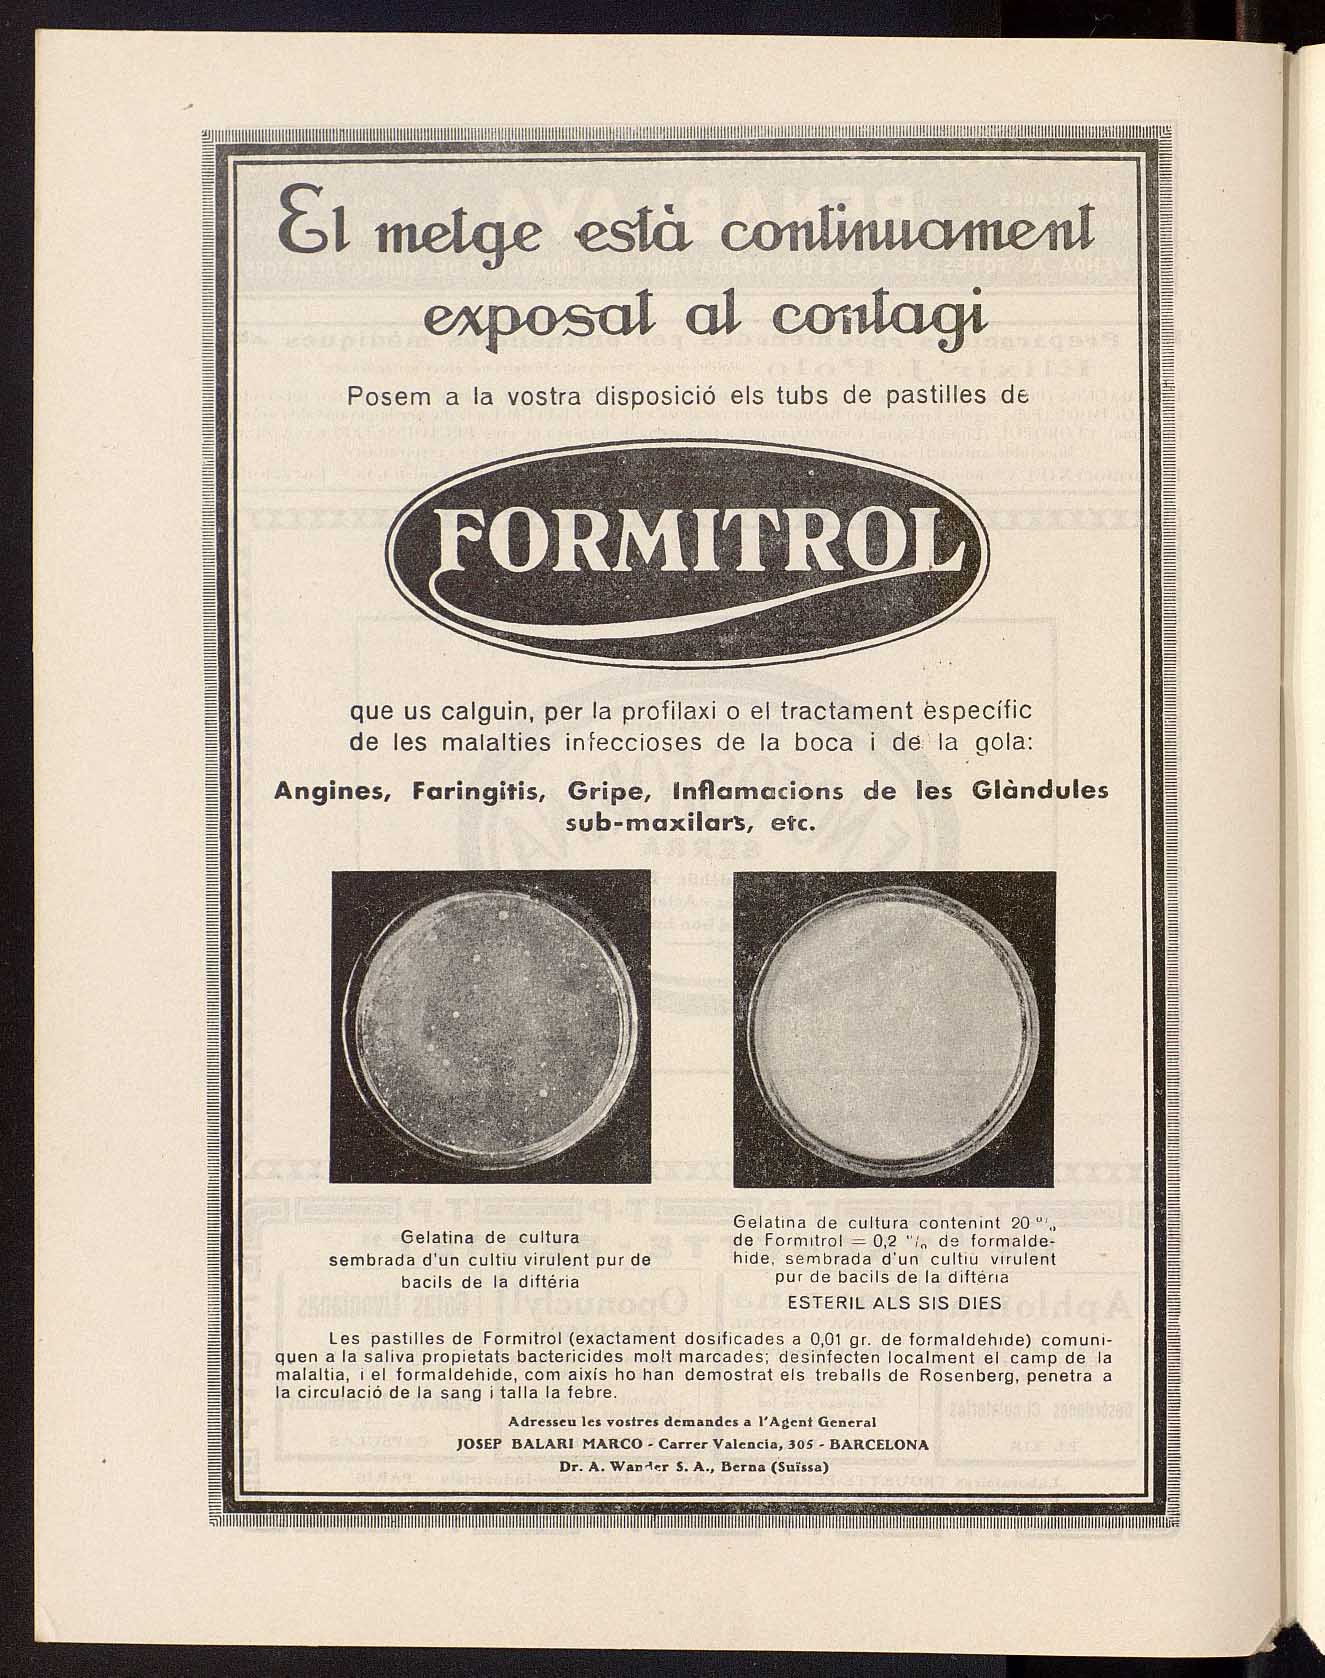 El metge està contínuament
exposat al contagi
Posem a la vostra disposició els tubs de pastilles de
FORMITROL
que us calguin, per la profilaxi o el tractament específic
de les malalties infeccioses de la boca i de la gola:
Angines, Faringitis, Gripe, Inflamacions de les Glàndules
sub-maxilars, etc.
Gelatina de cultura
sembrada d'un cultiu virulent pur de
bacils de la diftéria
Gelatina de cultura contenint 20 %
de Formitrol = 0,2 % de formalde-
hide, sembrada d'un cultiu virulent
pur de bacils de la diftéria
ESTERIL ALS SIS DIES
Les pastilles de Formitrol (exactament dosificades a 0,01 gr. de formaldehide) comuni-
quen a la saliva propietats bactericides molt marcades; desinfecten localment el camp de la
malaltia, i el formaldehide, com aixís ho han demostrat els treballs de Rosenberg, penetra a
la circulació de la sang i talla la febre.
Adresseu les vostres demandes a l'Agent General
JOSEP BALARI MARCO - Carrer Valencia, 305 - BARCELONA
Dr. A. Wander S. A., Berna (Suïssa)